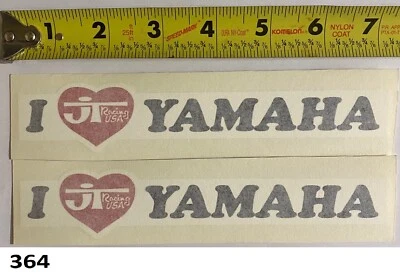 1 2 3 4 5 6 7
I JT Racing USA YAMAHA
I JT Racing USA YAMAHA
364